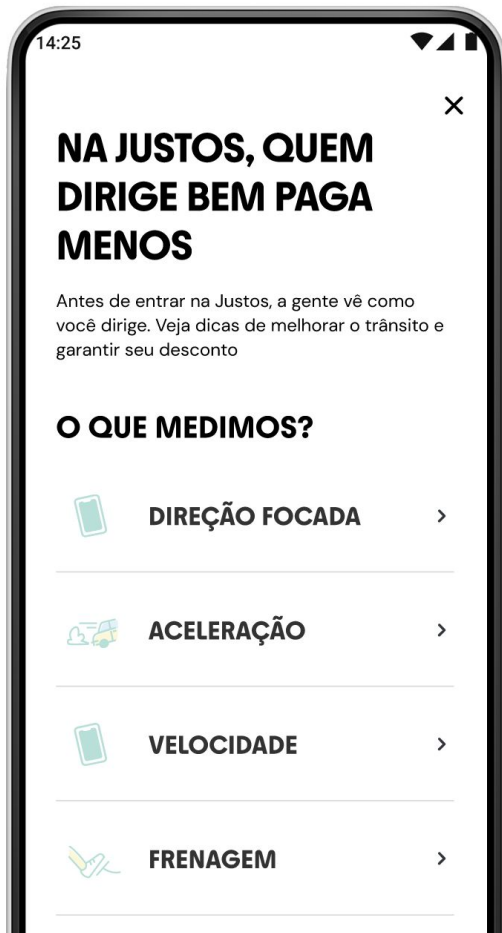 14:25
NA JUSTOS, QUEM
DIRIGE BEM PAGA
MENOS
Antes de entrar na Justos, a gente vê como
você dirige. Veja dicas de melhorar o trânsito e
garantir seu desconto
O QUE MEDIMOS?
DIREÇÃO FOCADA
ACELERAÇÃO
VELOCIDADE
FRENAGEM